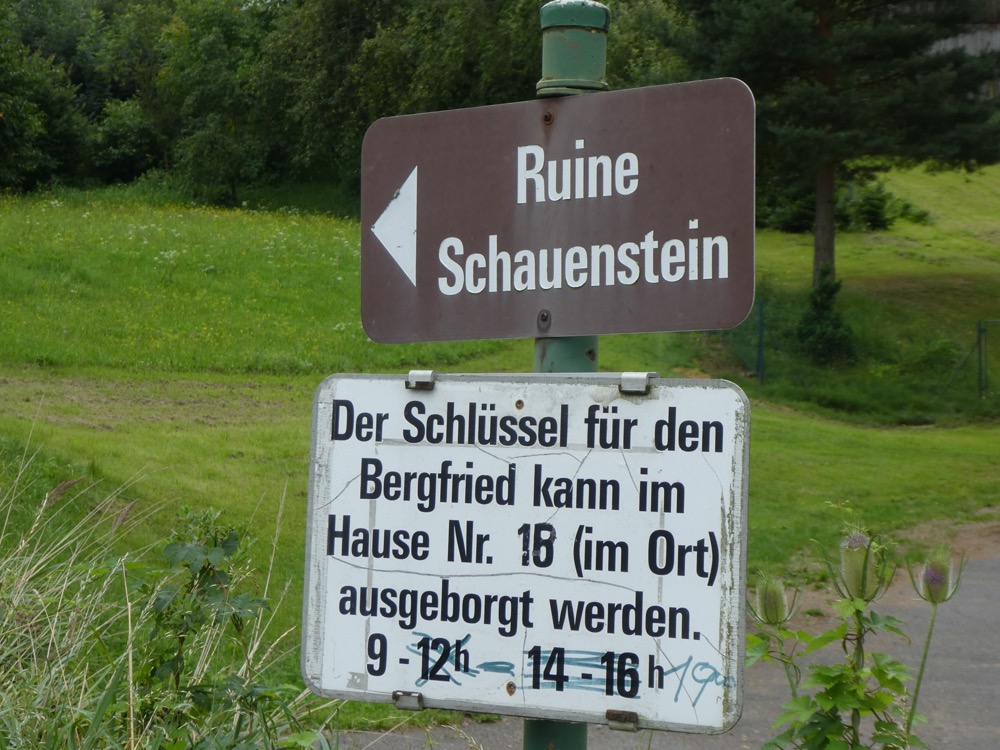 Ruine
Schauenstein
Der Schlüssel für den
Bergfried kann im
Hause Nr. (im Ort)
ausgeborgt werden.
9 - 12h - 14 - 16 h